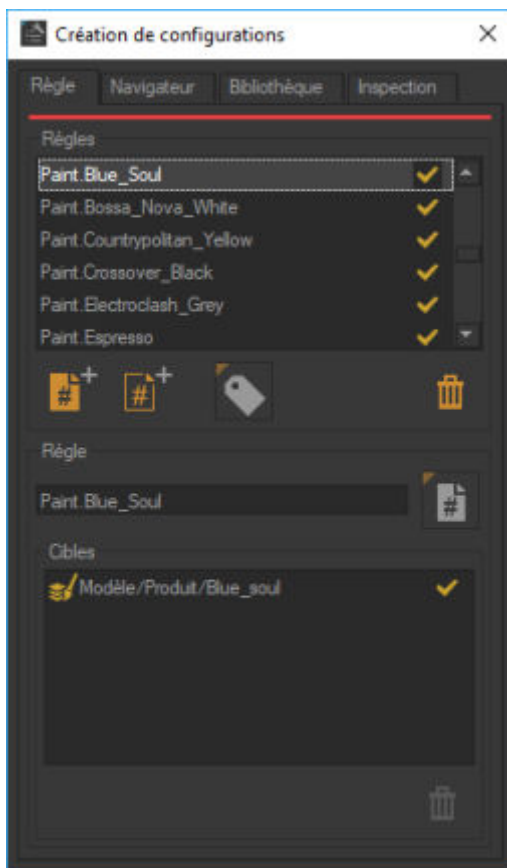 Création de configurations
Règle Navigateur Bibliothèque Inspection
Règles
Paint.Blue_Soul
Paint.Bossa_Nova_White
Paint.Countrypolitan_Yellow
Paint.Crossover_Black
Paint.Electroclash_Grey
Paint.Espresso
Règle
Paint.Blue_Soul
Cibles
Modèle/Produit/Blue_soul